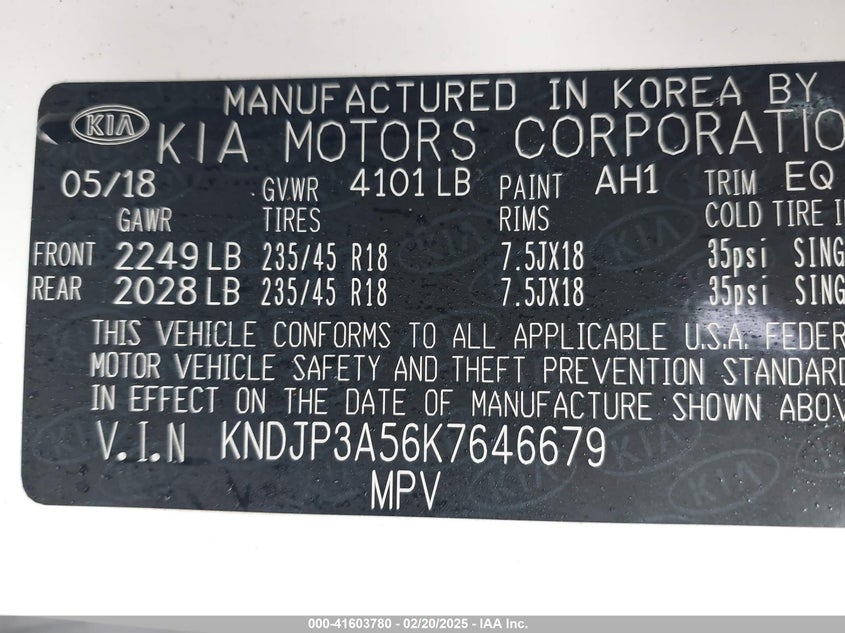 MANUFACTURED IN KOREA BY
KIA KIA MOTORS CORPORATIO
05/18 GVWR 4101 LB PAINT AH1 TRIM EQ
GAWR TIRES RIMS COLD TIRE I
FRONT 2249 LB 235/45 R18 7.5JX18 35psi SING
REAR 2028 LB 235/45 R18 7.5JX18 35psi SING
THIS VEHICLE CONFORMS TO ALL APPLICABLE U.S.A. FEDER
MOTOR VEHICLE SAFETY AND THEFT PREVENTION STANDARD
IN EFFECT ON THE DATE OF MANUFACTURE SHOWN ABOV
V.I.N KNDJP3A56K7646679
MPV
000-41603780 — 02/20/2025 — IAA Inc.